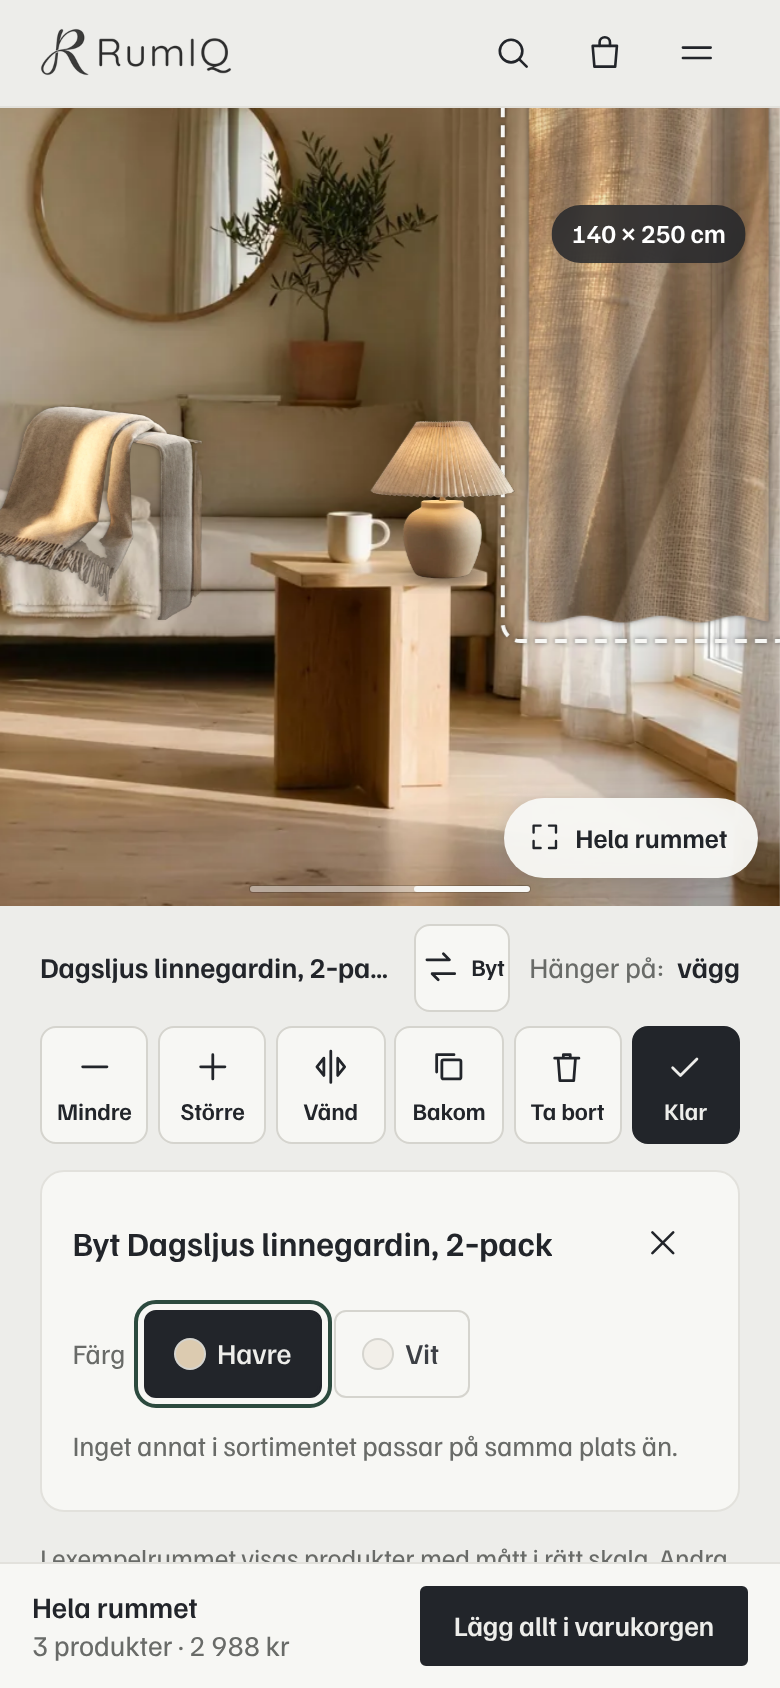 RumIQ
140 × 250 cm
Hela rummet
Dagsljus linnegardin, 2-pa...
Byt
Hänger på: vägg
Mindre
Större
Vänd
Bakom
Ta bort
Klar
Byt Dagsljus linnegardin, 2-pack
Färg
Havre
Vit
Inget annat i sortimentet passar på samma plats än.
I exempelrummet visas produkter med mått i rätt skala. Andra
Hela rummet
3 produkter · 2 988 kr
Lägg allt i varukorgen